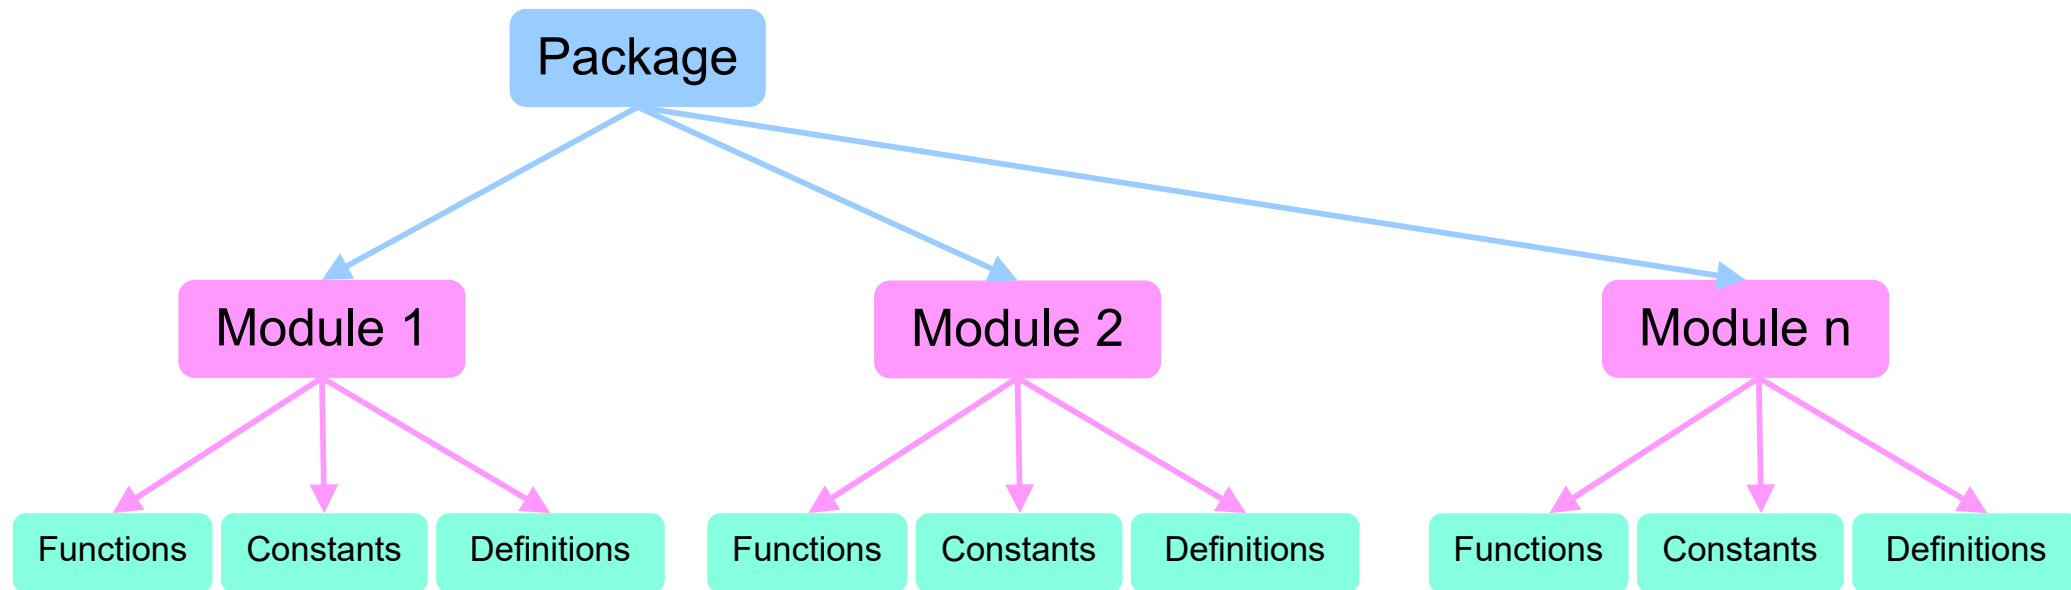 Package
Module 1
Module 2
Module n
Functions
Constants
Definitions
Functions
Constants
Definitions
Functions
Constants
Definitions